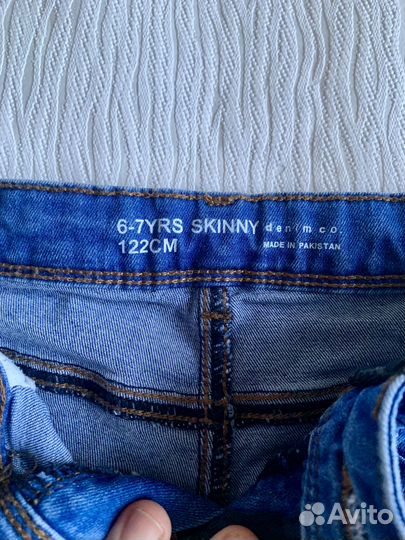 6-7YRS SKINNY denim co.
122CM MADE IN PAKISTAN
Avito